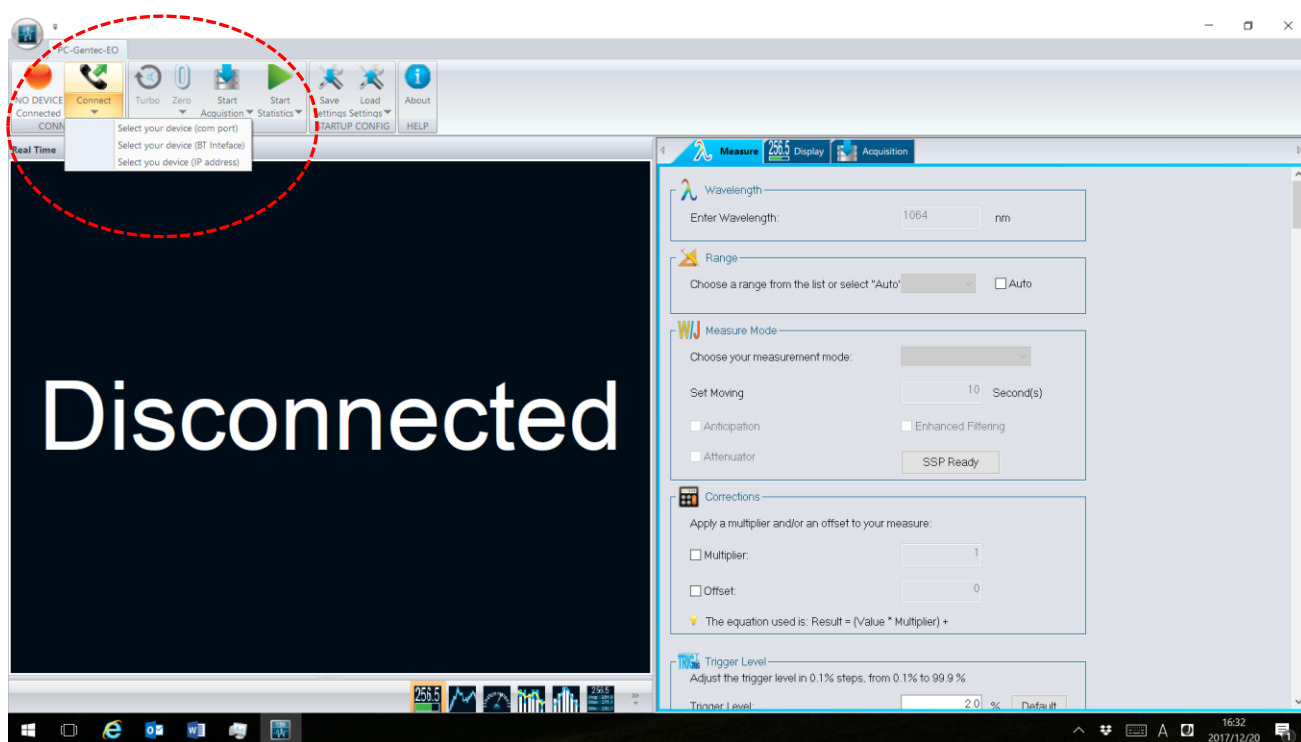 PC-Gentec-EO
NO DEVICE Connect Turbo Zero Start Start Save Load About
Connected Acquistion Statistics ettings Settings
CONN STARTUP CONFIG HELP
Select your device (com port)
Select your device (BT Inteface)
Select you device (IP address)
Real Time
Measure 256.5 Display Acquisition
Disconnected
Wavelength
Enter Wavelength: 1064 nm
Range
Choose a range from the list or select "Auto' Auto
W/J Measure Mode
Choose your measurement mode:
Set Moving 10 Second(s)
Anticipation Enhanced Filtering
Attenuator SSP Ready
Corrections
Apply a multiplier and/or an offset to your measure:
Multiplier: 1
Offset: 0
The equation used is: Result = (Value * Multiplier) +
TRIG Trigger Level
Adjust the trigger level in 0.1% steps, from 0.1% to 99.9 %
Trigger Level: 2.0 % Default
256.5 256.5
A 16:32
2017/12/20